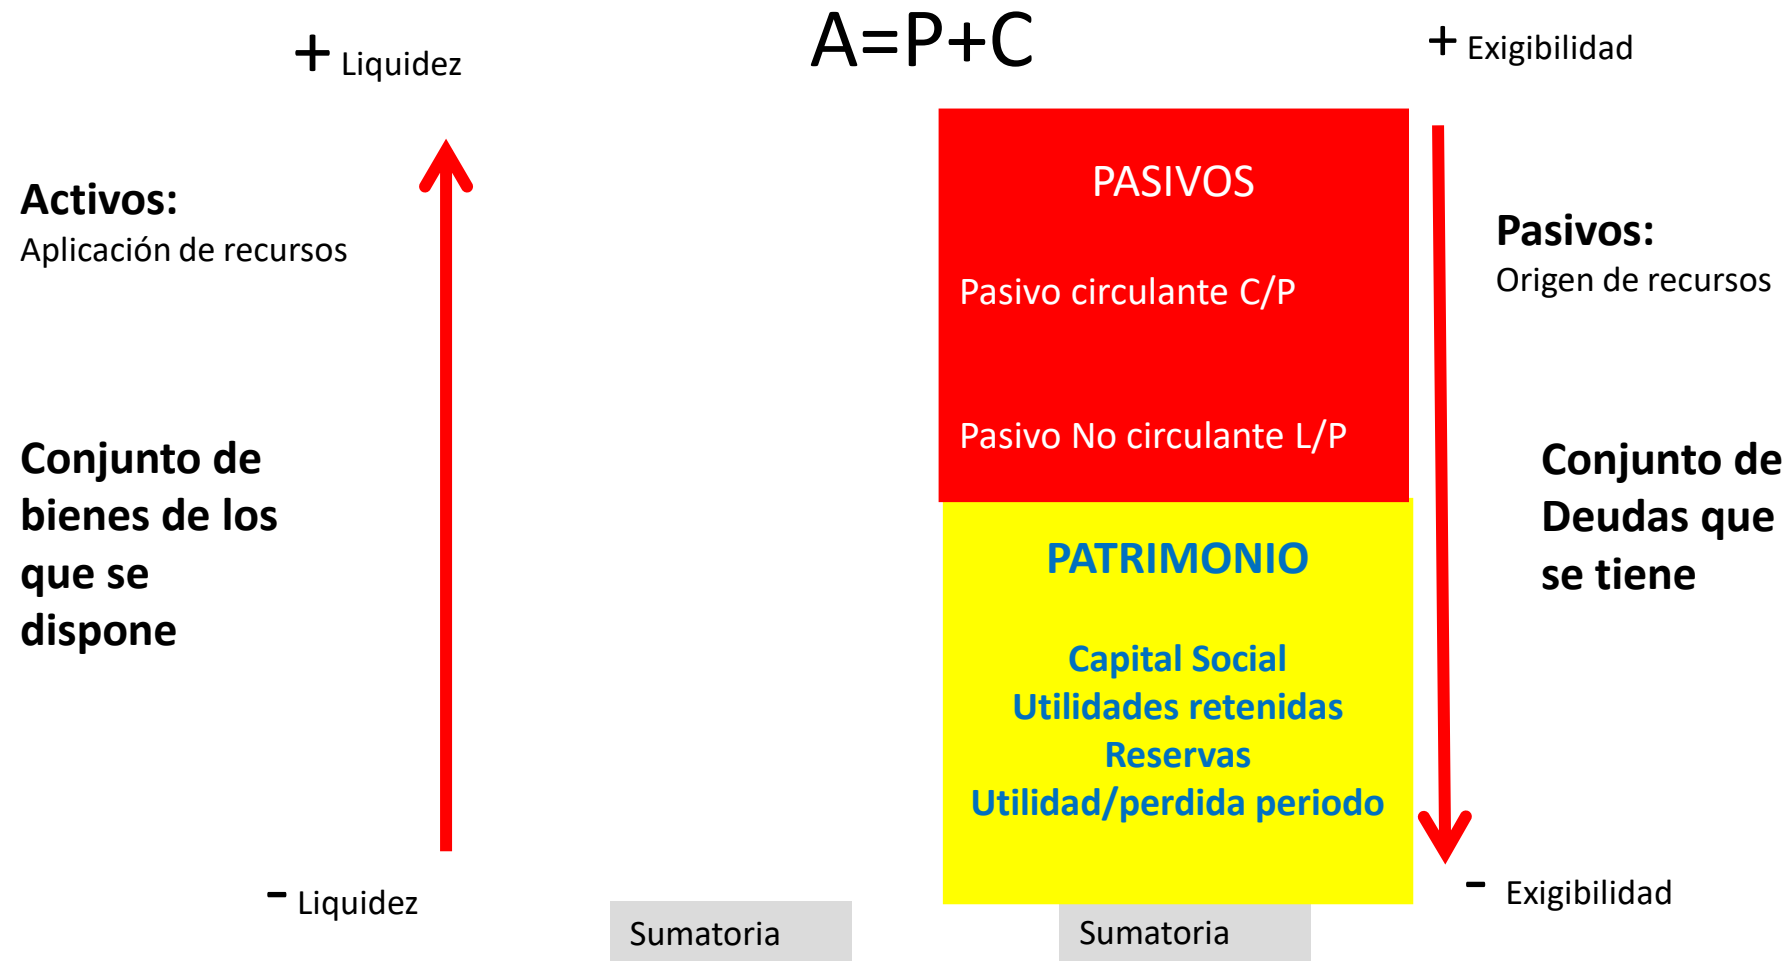 A=P+C
+ Liquidez
+ Exigibilidad
Activos:
Aplicación de recursos
Conjunto de
bienes de los
que se
dispone
- Liquidez
PASIVOS
Pasivo circulante C/P
Pasivo No circulante L/P
PATRIMONIO
Capital Social
Utilidades retenidas
Reservas
Utilidad/perdida periodo
Pasivos:
Origen de recursos
Conjunto de
Deudas que
se tiene
- Exigibilidad
Sumatoria
Sumatoria